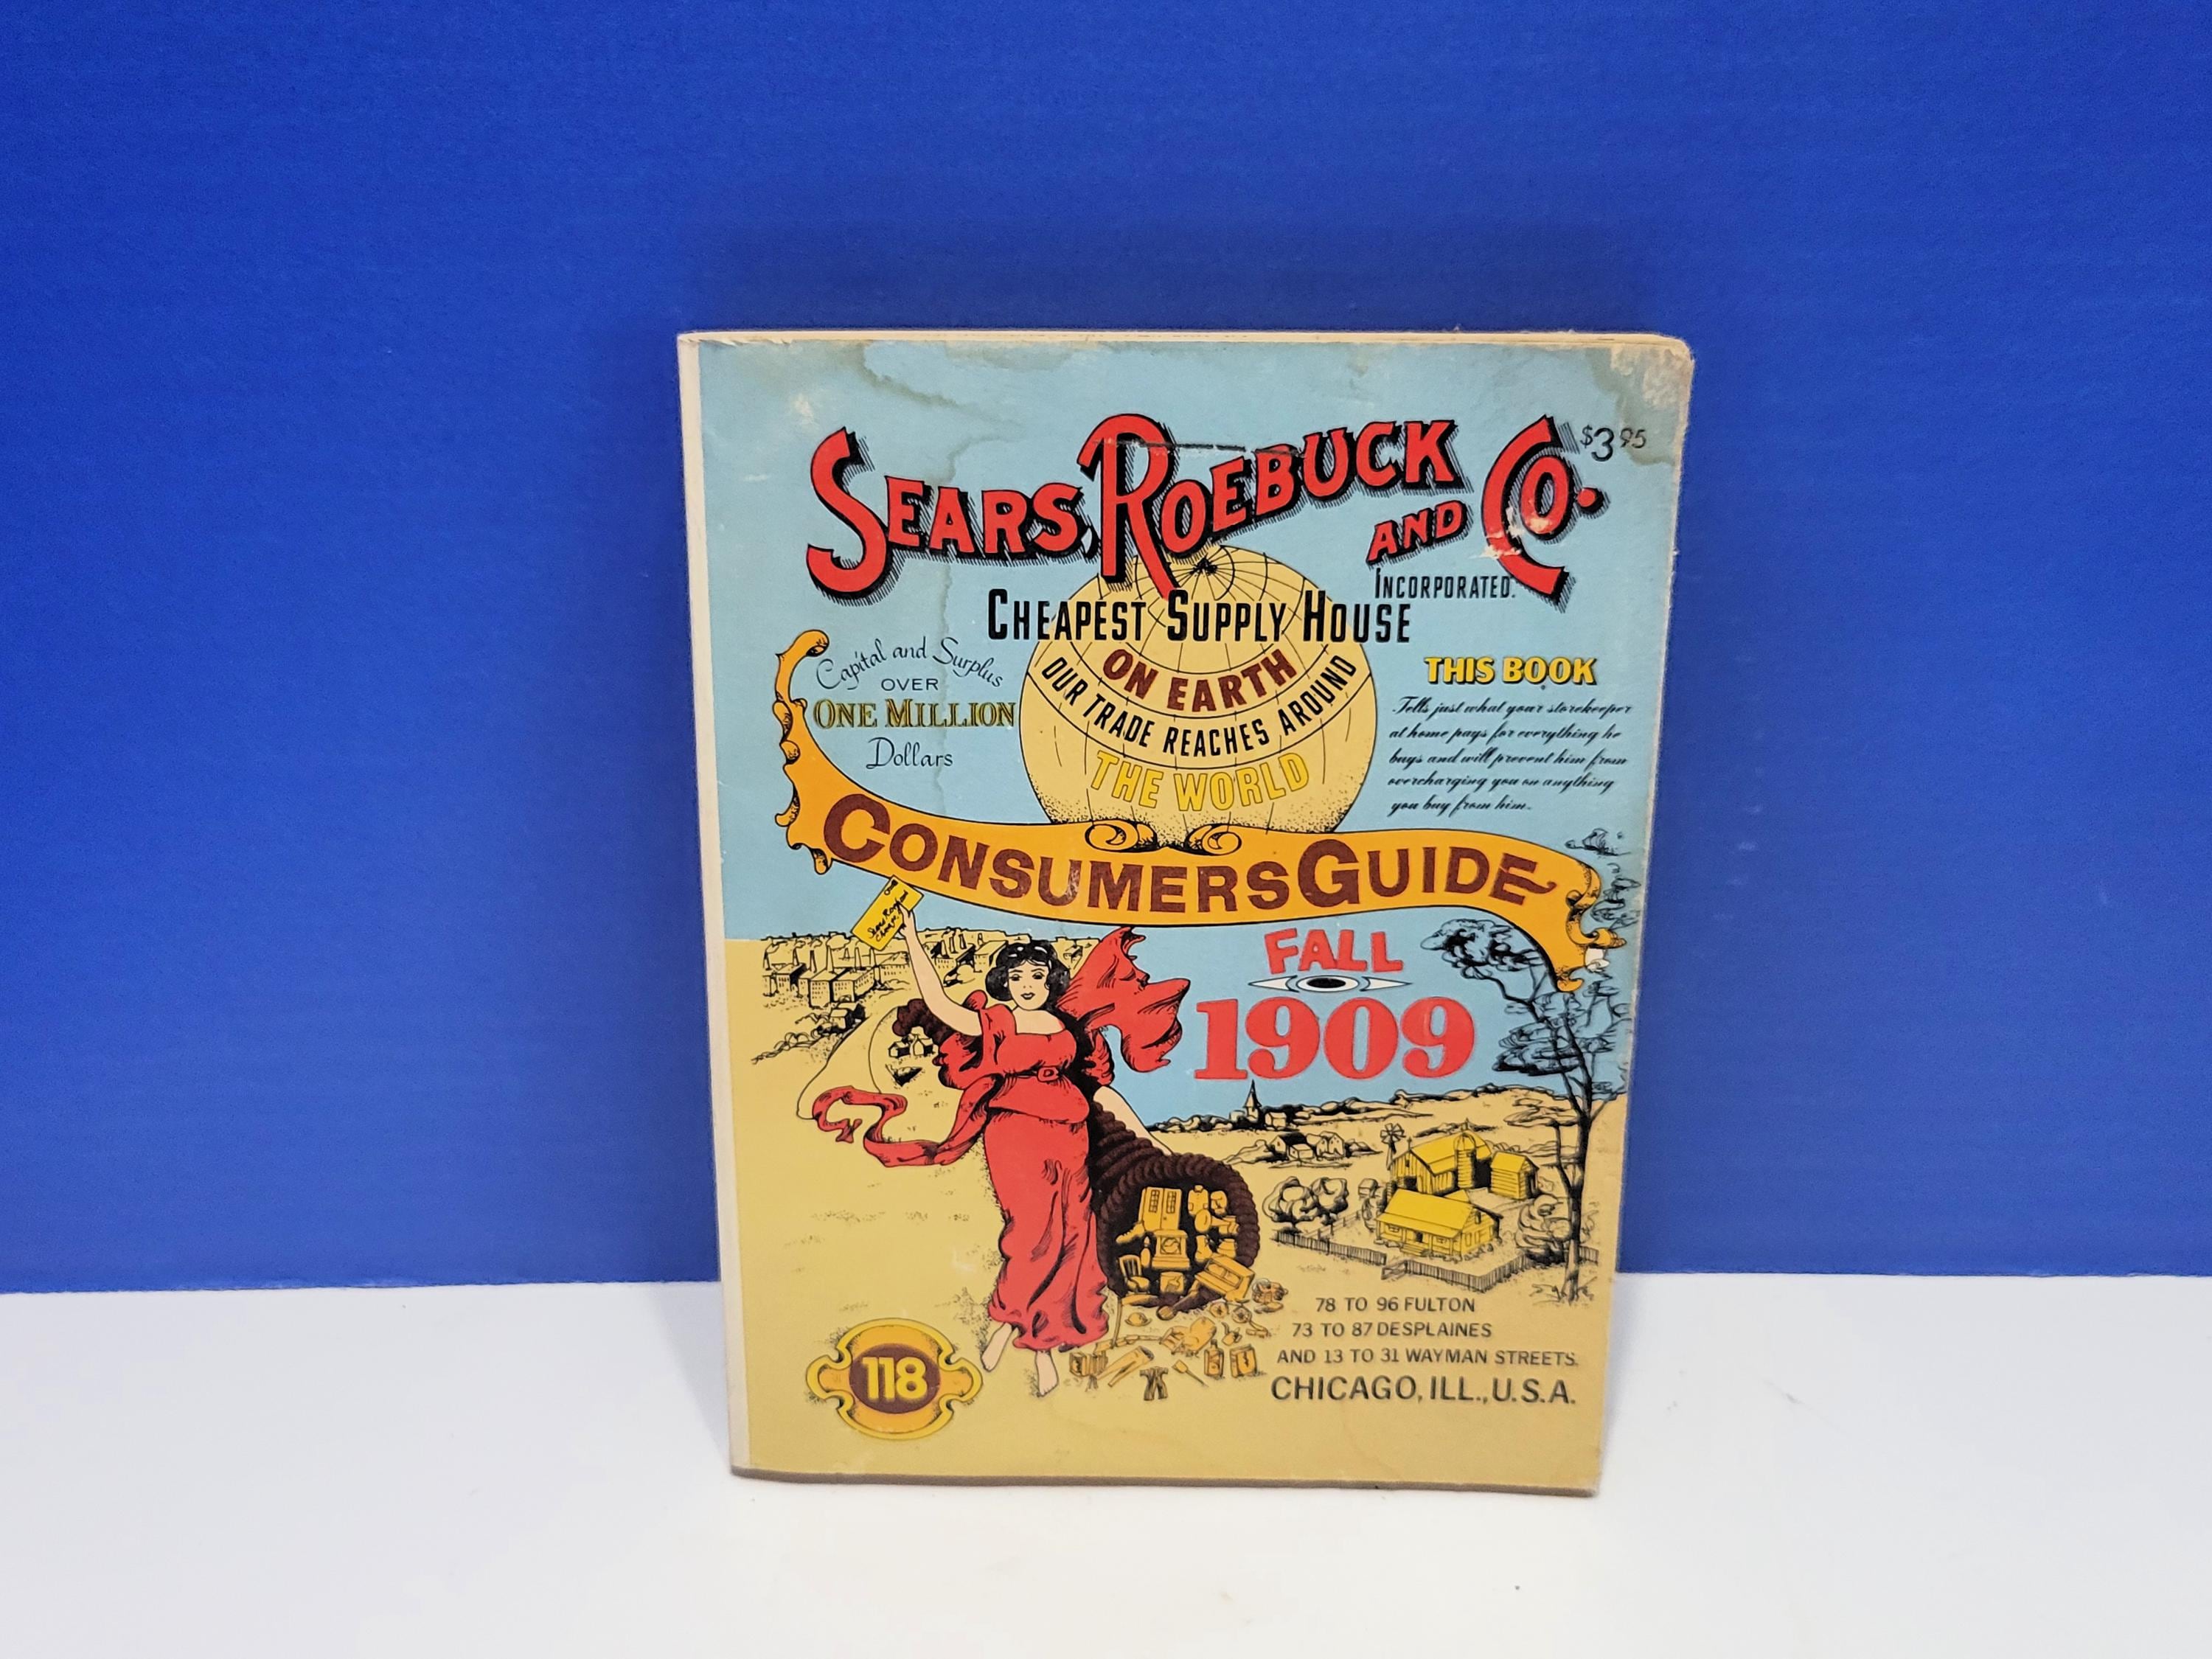 SEARS, ROEBUCK AND CO.
$3.95
INCORPORATED.
CHEAPEST SUPPLY HOUSE
ON EARTH
OUR TRADE REACHES AROUND
THE WORLD
Capital and Surplus
OVER
ONE MILLION
Dollars
THIS BOOK
Tells just what your storekeeper
at home pays for everything he
buys and will prevent him from
overcharging you on anything
you buy from him.
CONSUMERS GUIDE
FALL
1909
118
78 TO 96 FULTON
73 TO 87 DESPLAINES
AND 13 TO 31 WAYMAN STREETS.
CHICAGO, ILL., U.S.A.